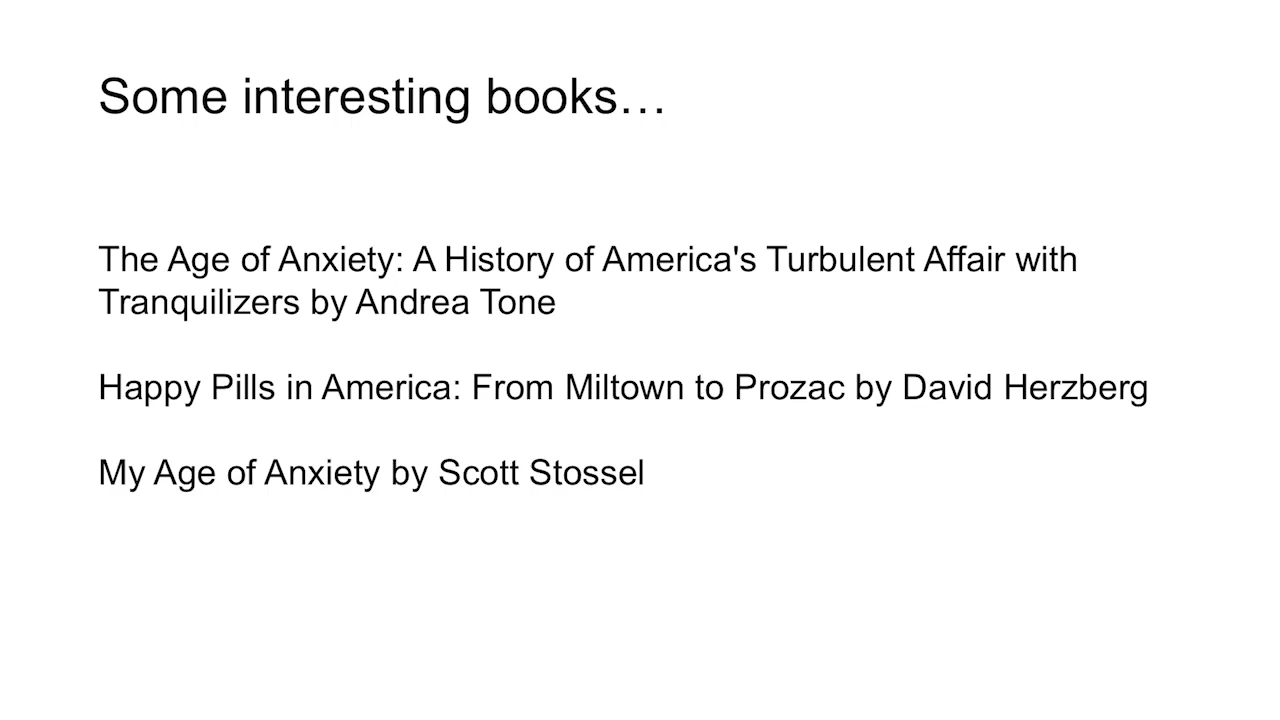 Some interesting books…
The Age of Anxiety: A History of America's Turbulent Affair with
Tranquilizers by Andrea Tone
Happy Pills in America: From Miltown to Prozac by David Herzberg
My Age of Anxiety by Scott Stossel